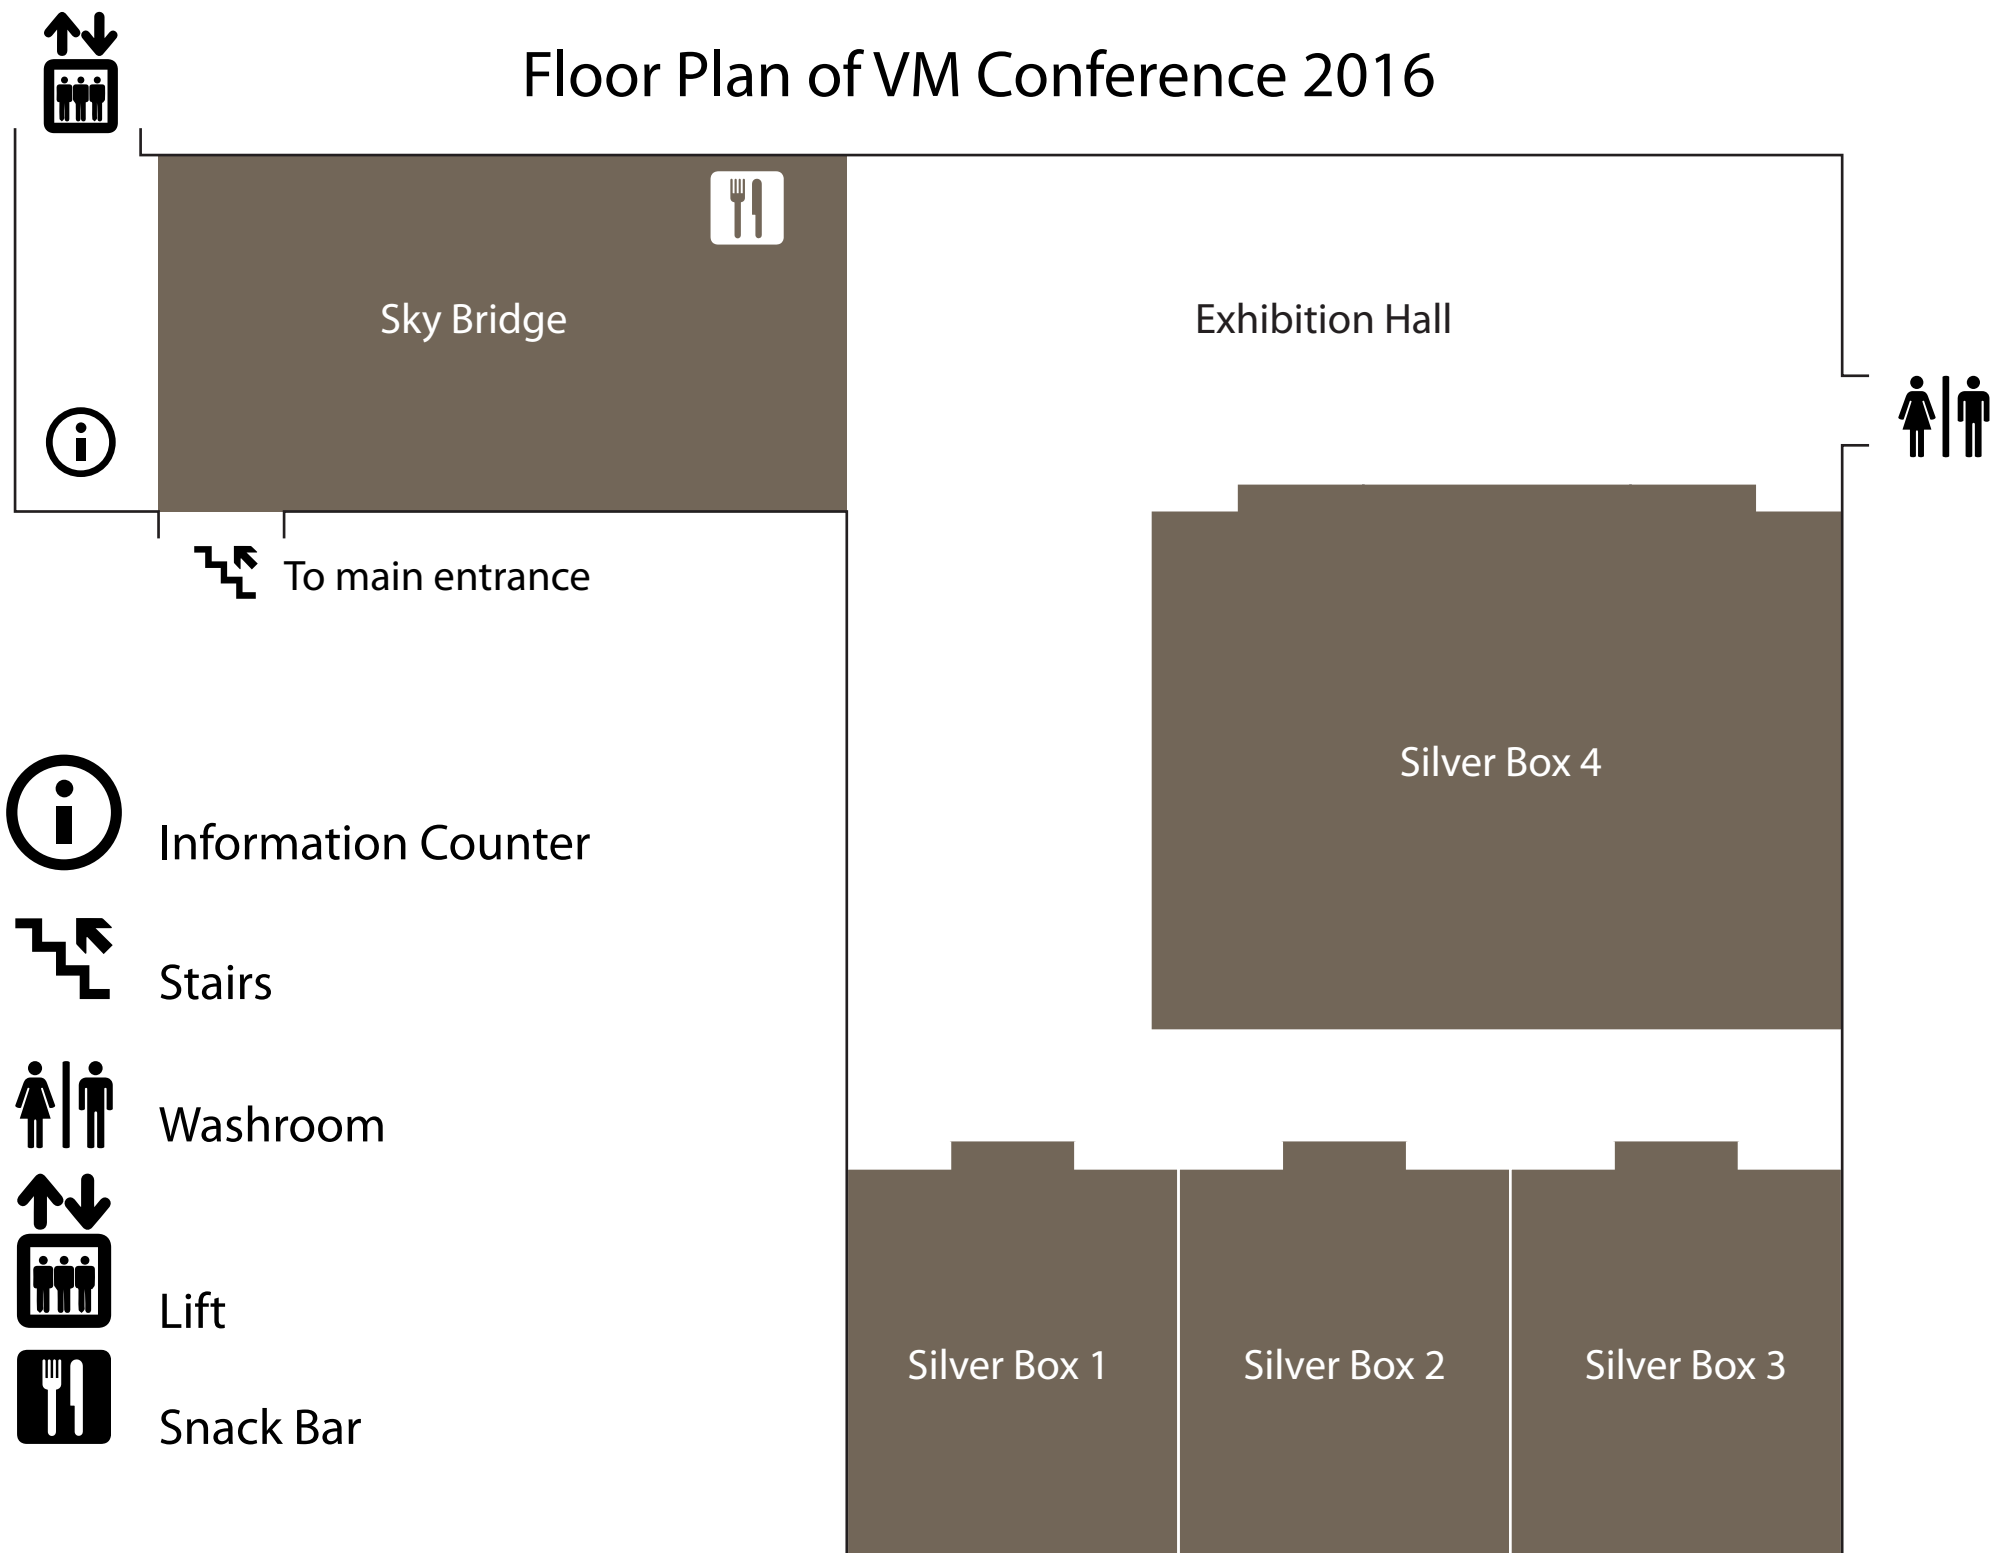 Floor Plan of VM Conference 2016
Sky Bridge
Exhibition Hall
To main entrance
Silver Box 4
Information Counter
Stairs
Washroom
Lift
Snack Bar
Silver Box 1
Silver Box 2
Silver Box 3